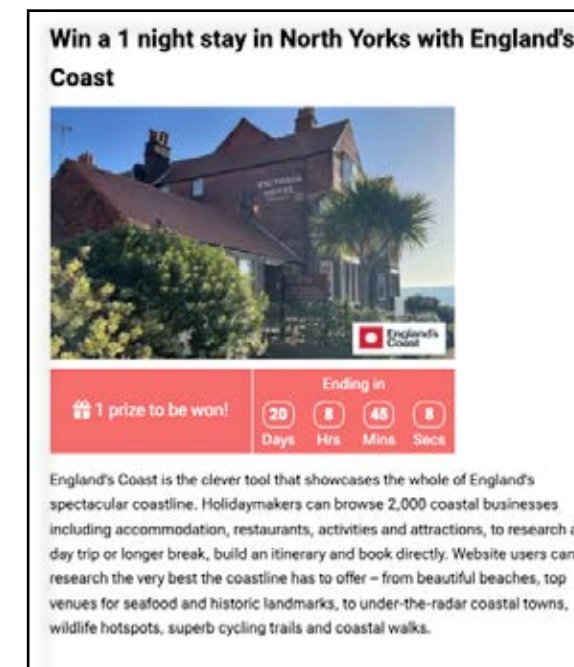 Win a 1 night stay in North Yorks with England's
Coast
VICTORIA
HOTEL
England's
Coast
1 prize to be won!
Ending in
20 8 45 8
Days Hrs Mins Secs
England's Coast is the clever tool that showcases the whole of England's
spectacular coastline. Holidaymakers can browse 2,000 coastal businesses
including accommodation, restaurants, activities and attractions, to research a
day trip or longer break, build an itinerary and book directly. Website users can
research the very best the coastline has to offer – from beautiful beaches, top
venues for seafood and historic landmarks, to under-the-radar coastal towns,
wildlife hotspots, superb cycling trails and coastal walks.